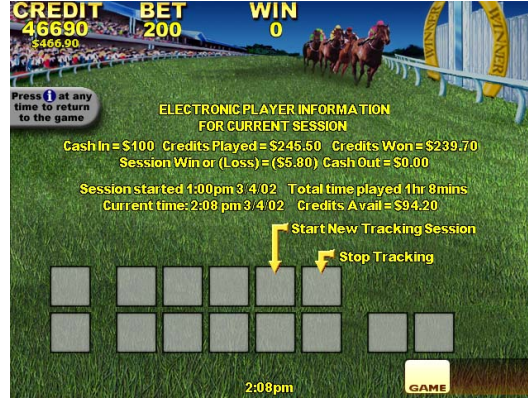 CREDIT BET WIN
46690 200 0
$466.90
WINNER
WINNER
Press i at any
time to return
to the game
ELECTRONIC PLAYER INFORMATION
FOR CURRENT SESSION
Cash In = $100 Credits Played = $245.50 Credits Won = $239.70
Session Win or (Loss) = ($5.80) Cash Out = $0.00
Session started 1:00pm 3/4/02 Total time played 1hr 8mins
Current time: 2:08 pm 3/4/02 Credits Avail = $94.20
Start New Tracking Session
Stop Tracking
GAME
2:08pm